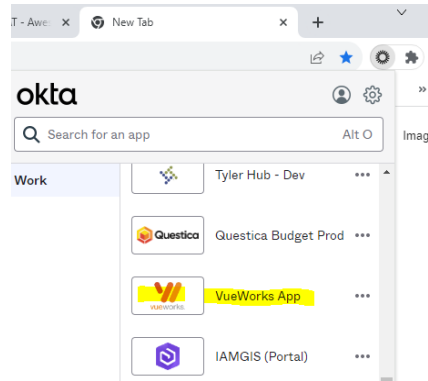 T - Awe:
New Tab
okta
Search for an app
Alt O
Imag
Work
Tyler Hub - Dev
Questica
Questica Budget Prod
vueworks.
VueWorks App
IAMGIS (Portal)